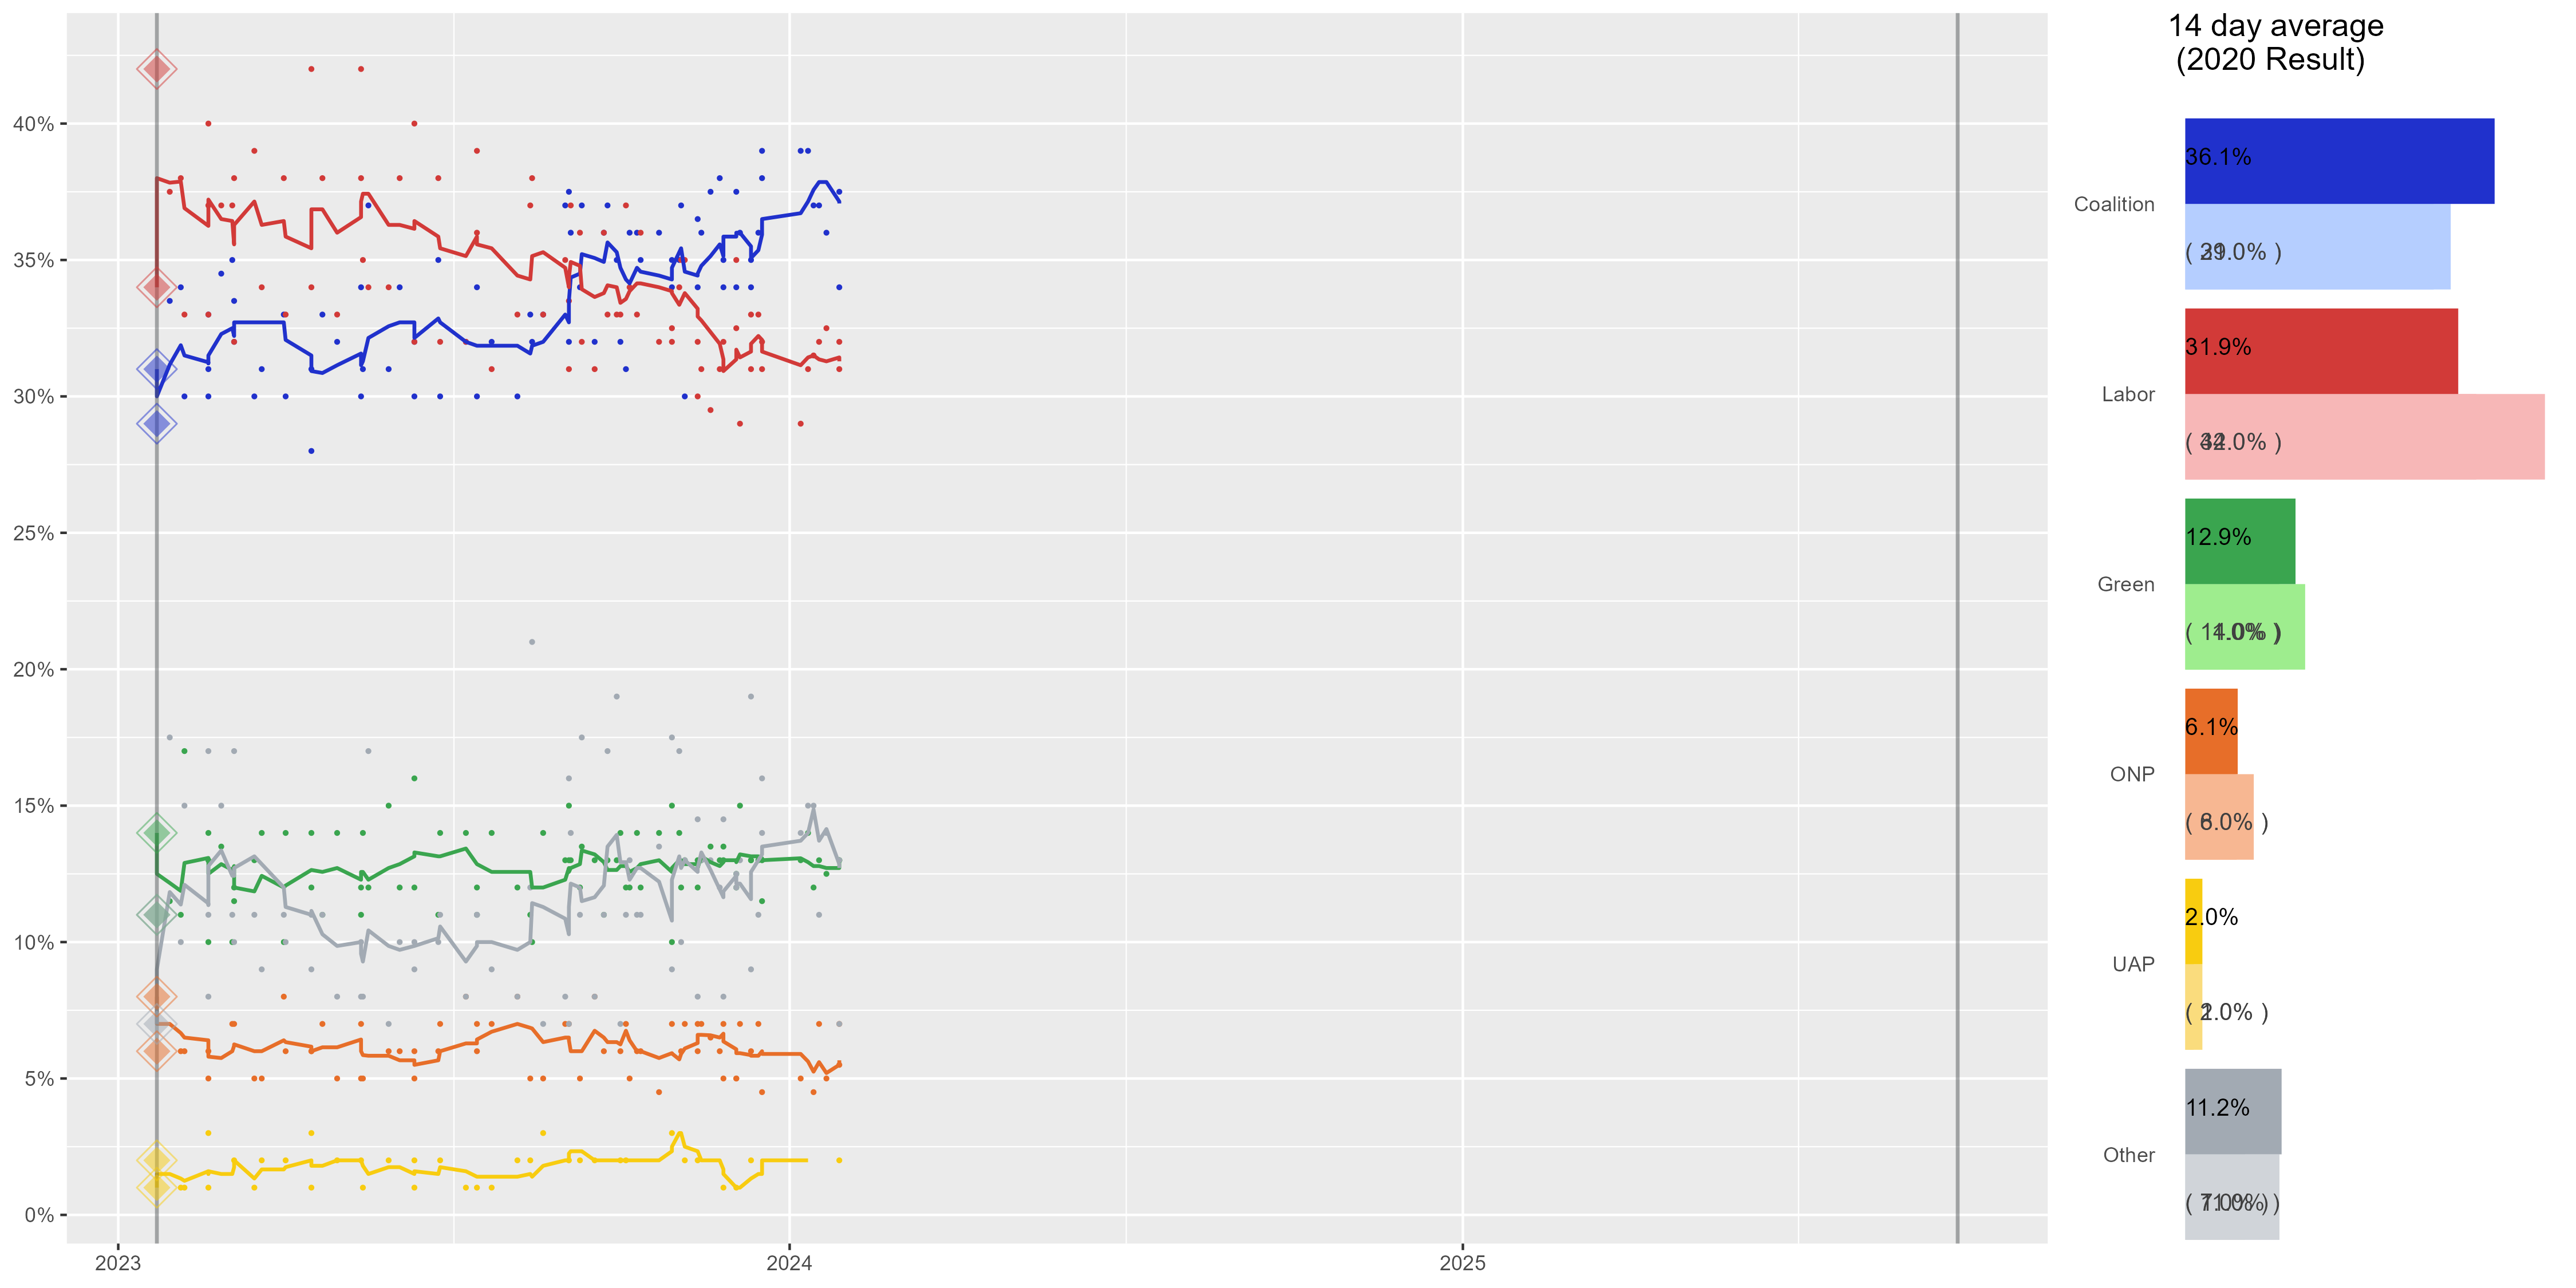 14 day average
(2020 Result)
40%
35%
30%
25%
20%
15%
10%
5%
0%
2023
2024
2025
Coalition
36.1%
Labor
31.9%
Green
12.9%
ONP
6.1%
UAP
2.0%
Other
11.2%